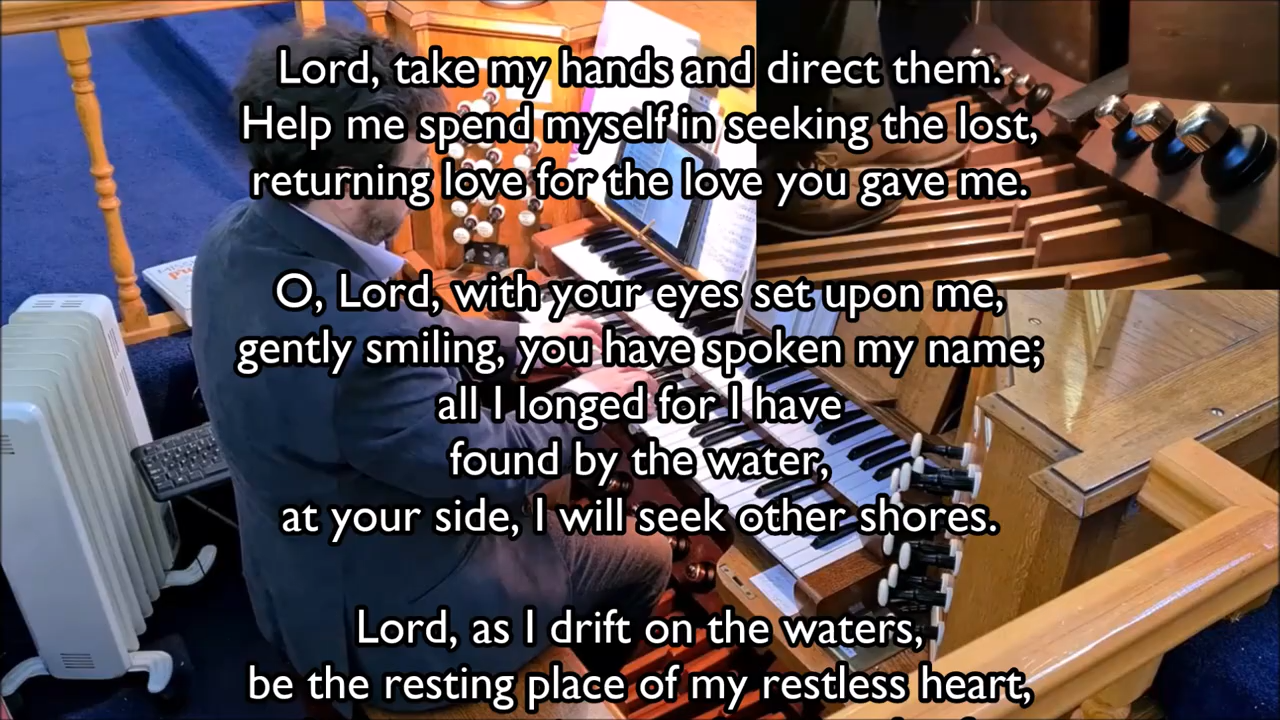 Lord, take my hands and direct them.
Help me spend myself in seeking the lost,
returning love for the love you gave me.
O, Lord, with your eyes set upon me,
gently smiling, you have spoken my name;
all I longed for I have
found by the water,
at your side, I will seek other shores.
Lord, as I drift on the waters,
be the resting place of my restless heart,